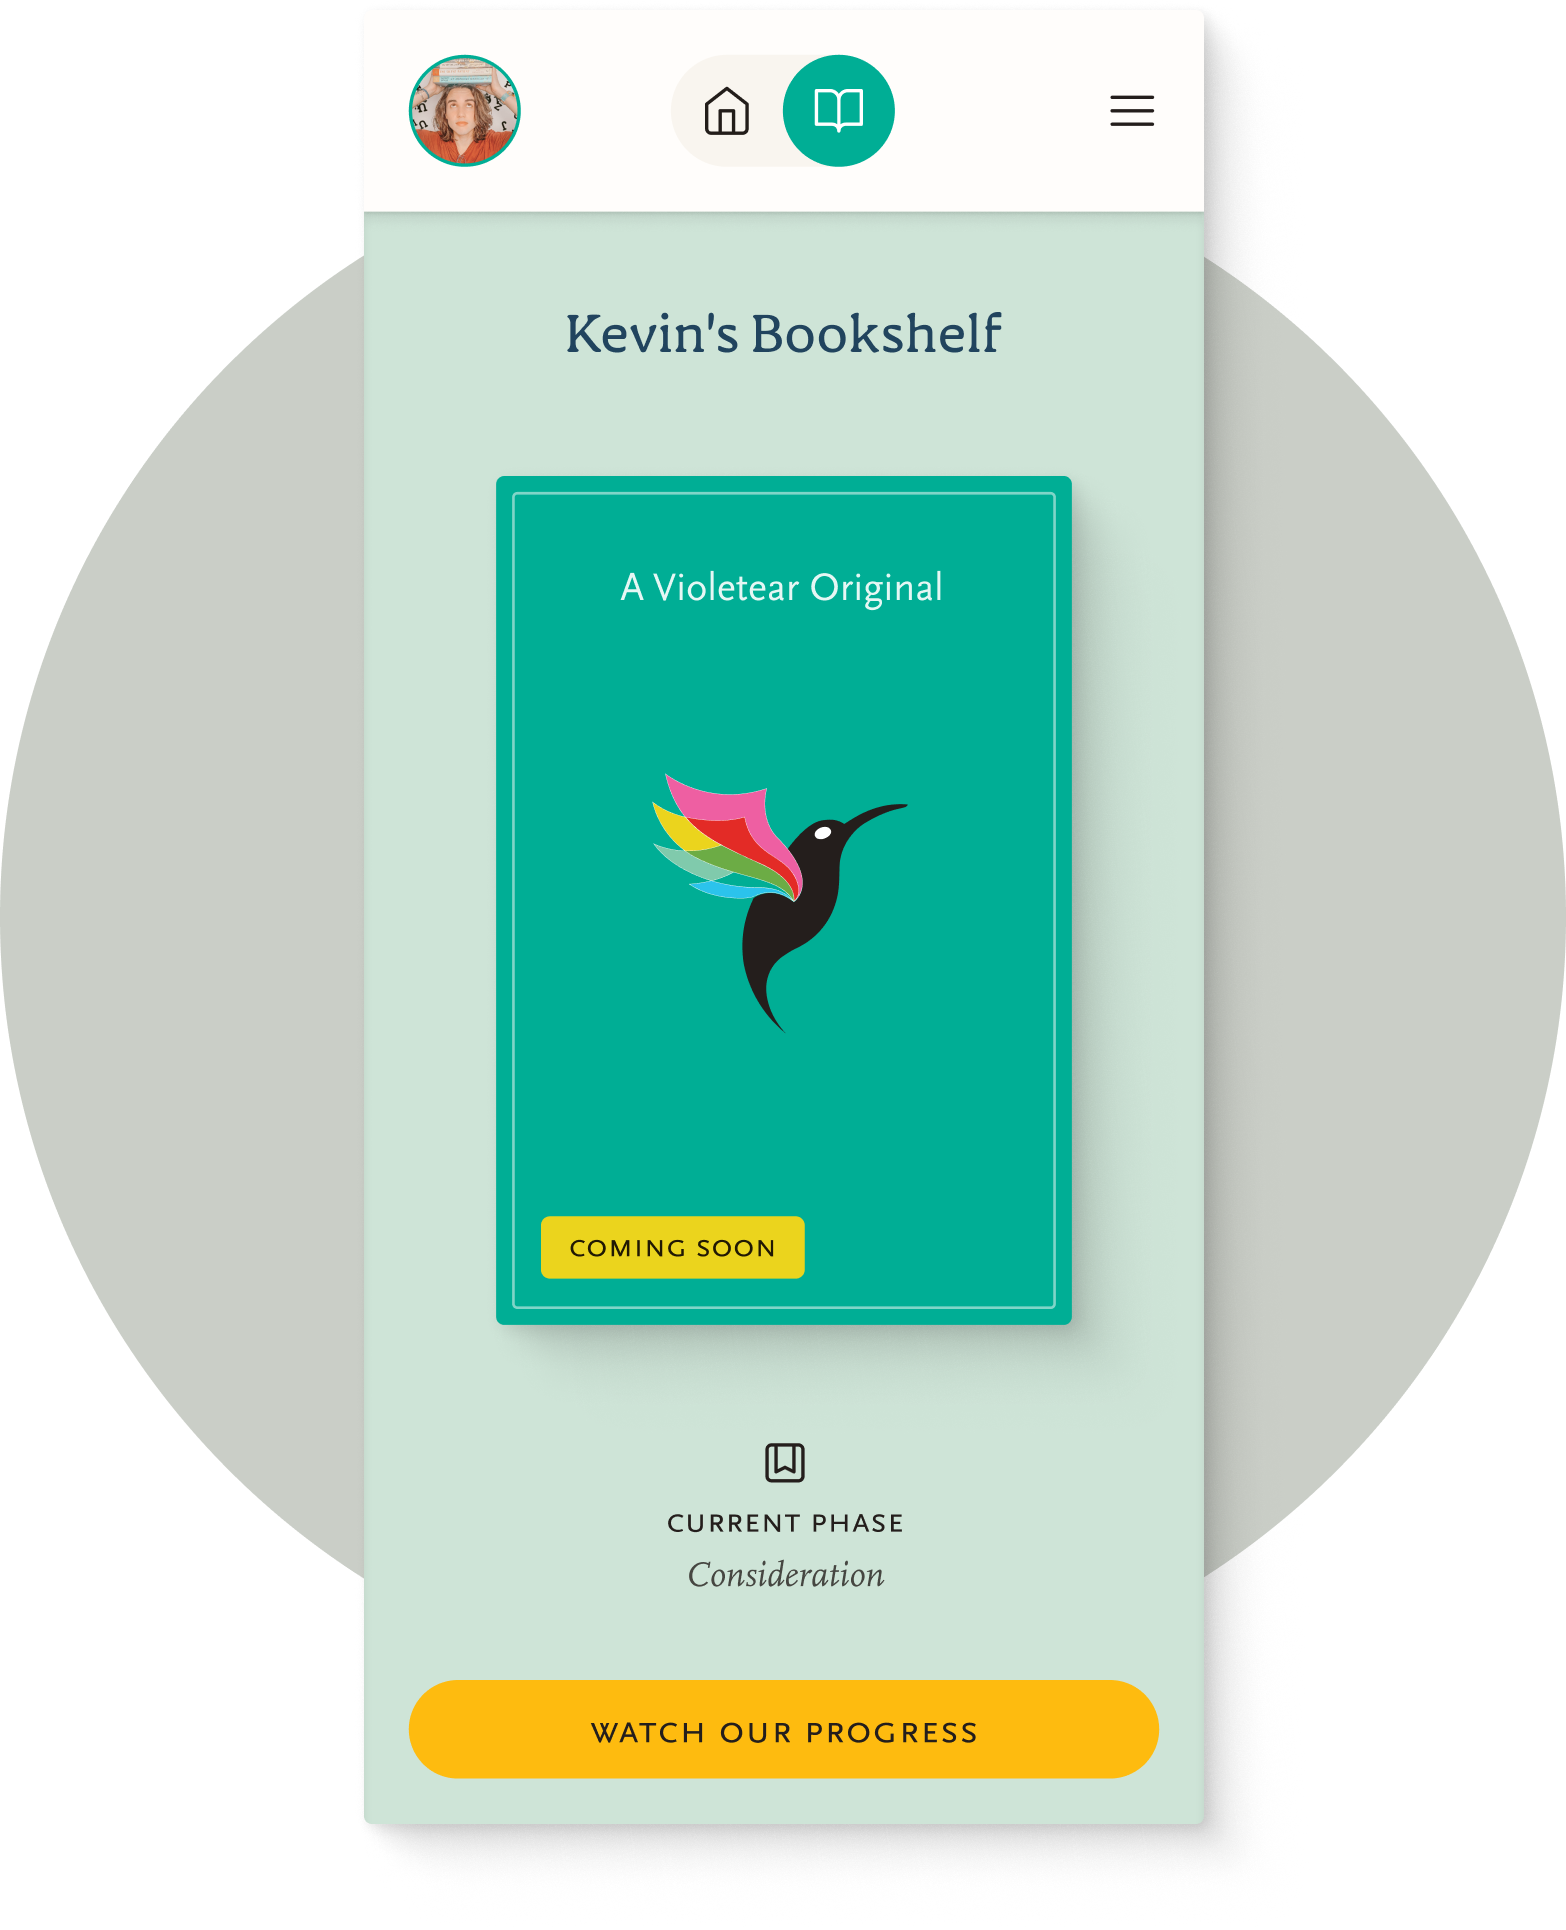 Kevin's Bookshelf
A Violetear Original
COMING SOON
CURRENT PHASE
Consideration
WATCH OUR PROGRESS